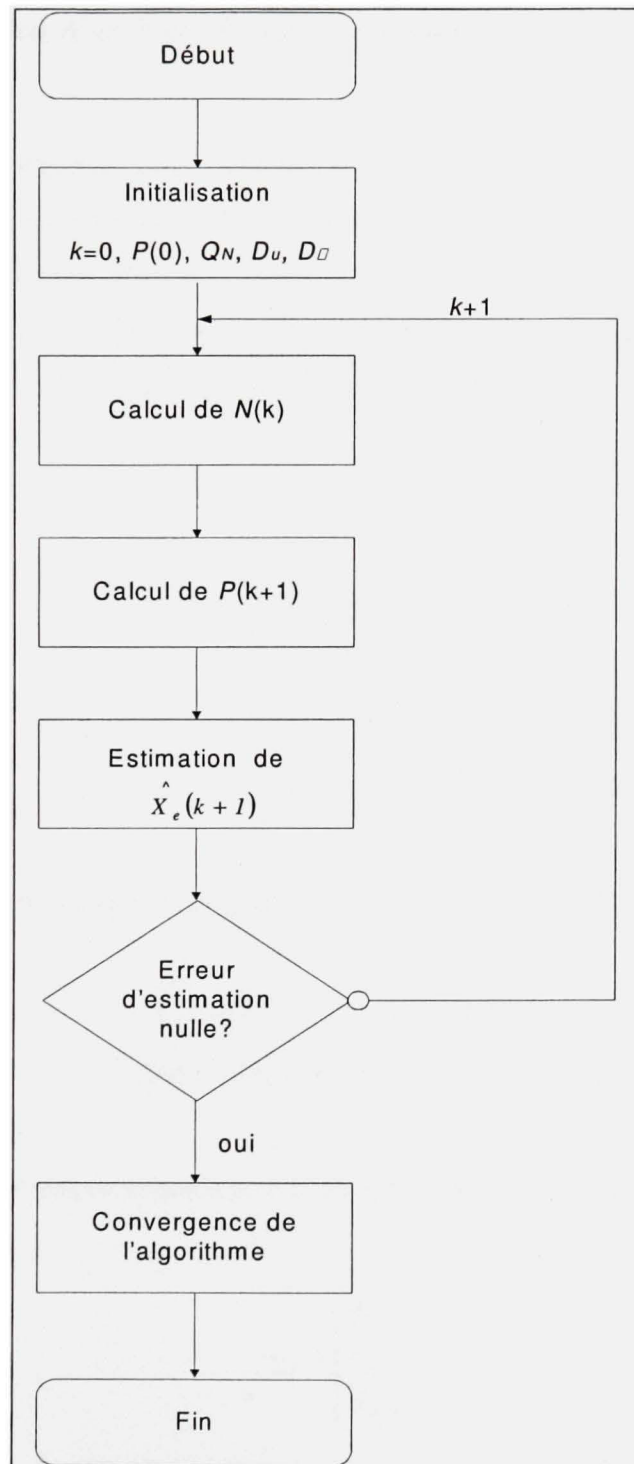 Début
Initialisation
k=0, P(0), QN, Du, D□
k+1
Calcul de N(k)
Calcul de P(k+1)
Estimation de
X̂e(k + 1)
Erreur
d'estimation
nulle?
oui
Convergence de
l'algorithme
Fin